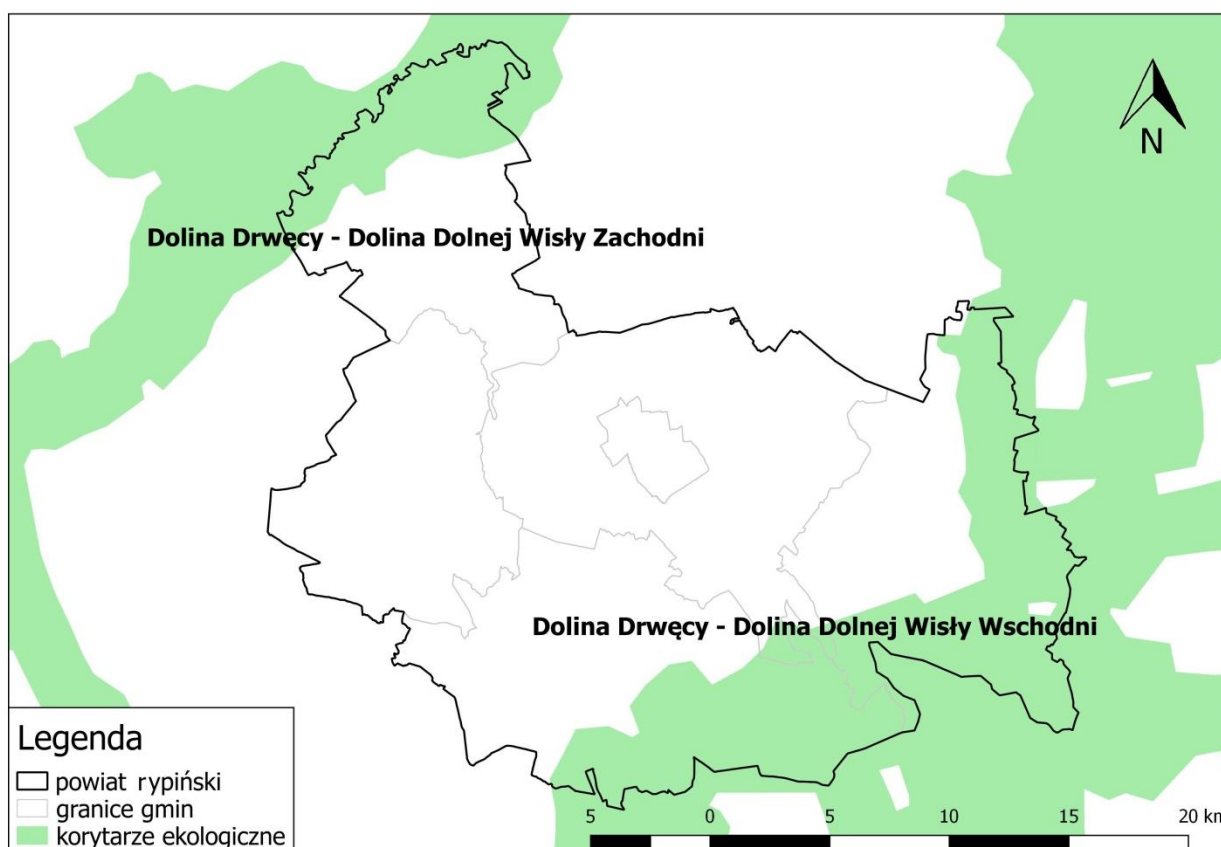 N
Dolina Drwęcy - Dolina Dolnej Wisły Zachodni
Dolina Drwęcy - Dolina Dolnej Wisły Wschodni
Legenda
powiat rypiński
granice gmin
korytarze ekologiczne
5 0 5 10 15 20 km